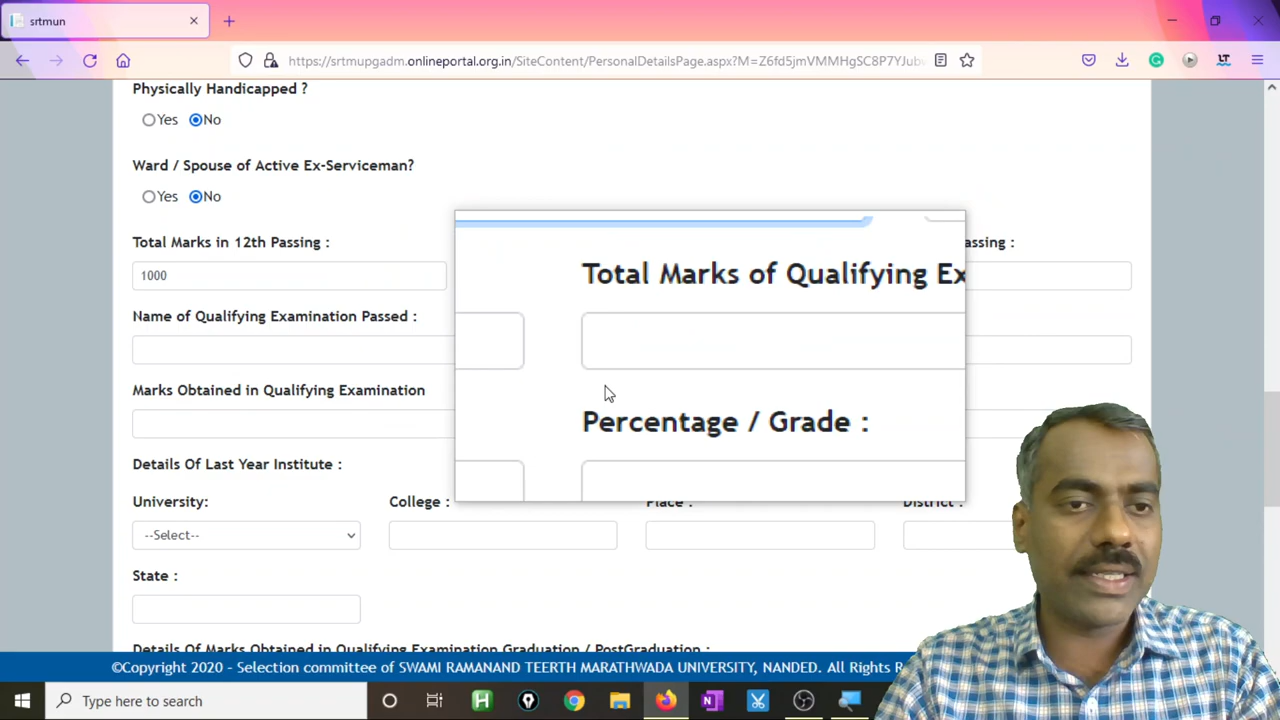 srtmun
https://srtmupgadm.onlineportal.org.in/SiteContent/PersonalDetailsPage.aspx?M=Z6fd5jmVMMHgSC8P7YJub
Physically Handicapped ?
Yes No
Ward / Spouse of Active Ex-Serviceman?
Yes No
Total Marks in 12th Passing :
assing :
1000
Total Marks of Qualifying Ex
Name of Qualifying Examination Passed :
Marks Obtained in Qualifying Examination
Percentage / Grade :
Details Of Last Year Institute :
University:
College :
Place :
District :
--Select--
State :
Details Of Marks Obtained in Qualifying Examination Graduation / PostGraduation :
©Copyright 2020 - Selection committee of SWAMI RAMANAND TEERTH MARATHWADA UNIVERSITY, NANDED. All Rights Re
Type here to search